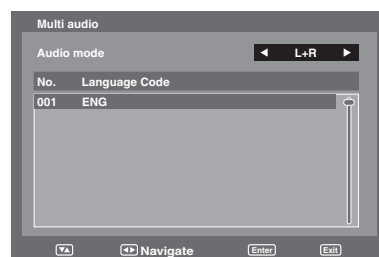 Multi audio
Audio mode ◀ L+R ▶
No. Language Code
001 ENG
▼▲ ◀▶ Navigate Enter Exit